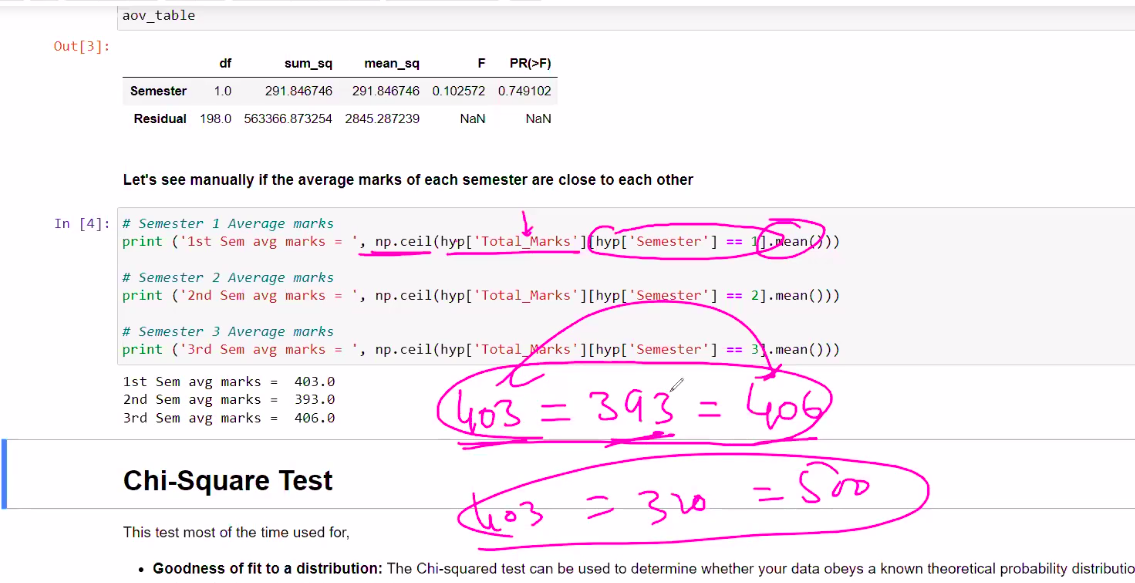 aov_table
Out[3]:
df sum_sq mean_sq F PR(>F)
Semester 1.0 291.846746 291.846746 0.102572 0.749102
Residual 198.0 563366.873254 2845.287239 NaN NaN
Let's see manually if the average marks of each semester are close to each other
In [4]:
# Semester 1 Average marks
print ('1st Sem avg marks = ', np.ceil(hyp['Total_Marks'][hyp['Semester'] == 1].mean()))
# Semester 2 Average marks
print ('2nd Sem avg marks = ', np.ceil(hyp['Total_Marks'][hyp['Semester'] == 2].mean()))
# Semester 3 Average marks
print ('3rd Sem avg marks = ', np.ceil(hyp['Total_Marks'][hyp['Semester'] == 3].mean()))
1st Sem avg marks = 403.0
2nd Sem avg marks = 393.0
3rd Sem avg marks = 406.0
403 = 393 = 406
Chi-Square Test
403 = 320 = 500
This test most of the time used for,
• Goodness of fit to a distribution: The Chi-squared test can be used to determine whether your data obeys a known theoretical probability distributio